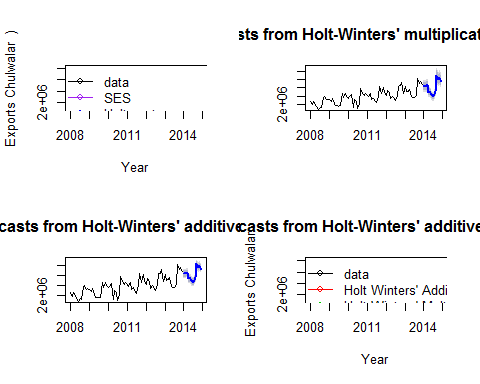 Exports Chulwalar  )
2e+06
data
SES
2008 2011 2014
Year
sts from Holt-Winters' multiplicat
2e+06
2008 2011 2014
casts from Holt-Winters' additive
2e+06
2008 2011 2014
casts from Holt-Winters' additive
Exports Chulwalar
2e+06
data
Holt Winters' Addi
2008 2011 2014
Year